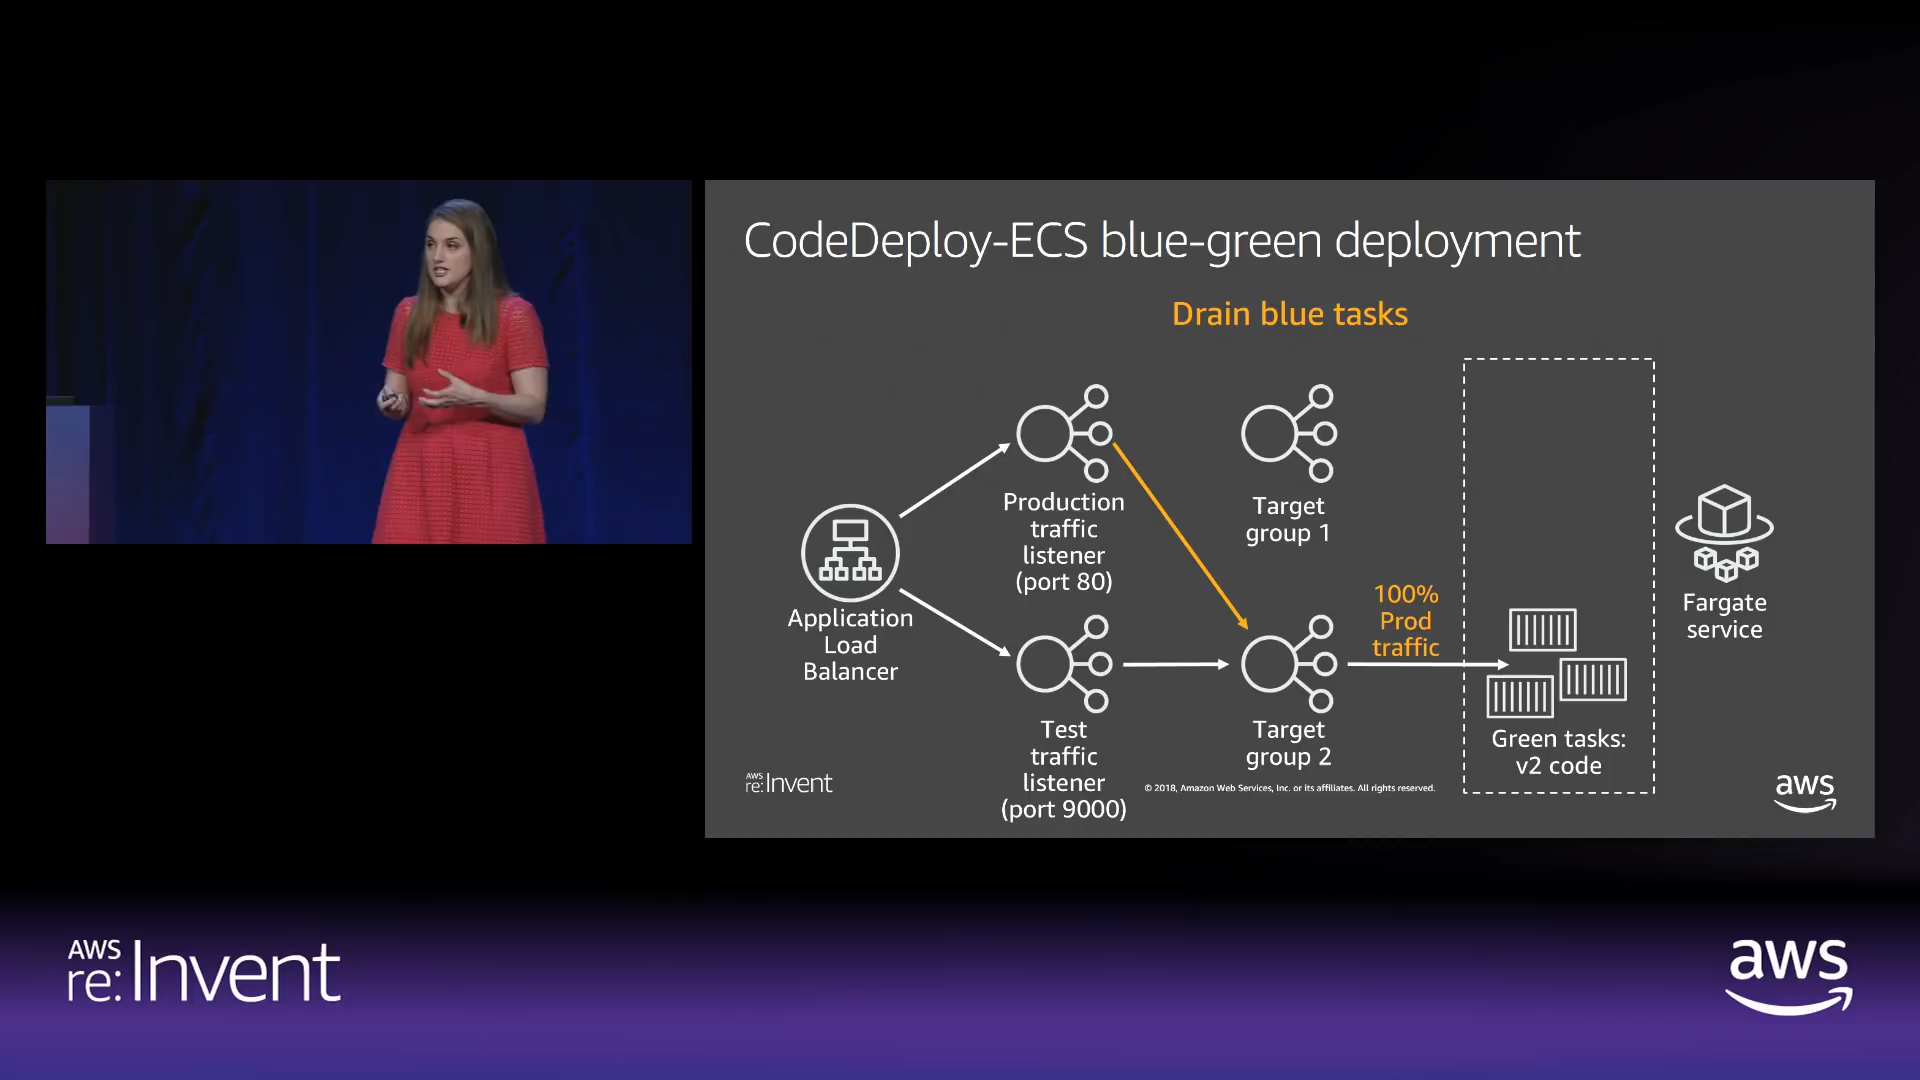 CodeDeploy-ECS blue-green deployment
Drain blue tasks
Production
traffic
listener
(port 80)
Target
group 1
Application
Load
Balancer
100%
Prod
traffic
Fargate
service
Test
traffic
listener
(port 9000)
Target
group 2
Green tasks:
v2 code
AWS
re:Invent
© 2018, Amazon Web Services, Inc. or its affiliates. All rights reserved.
aws
AWS
re:Invent
aws